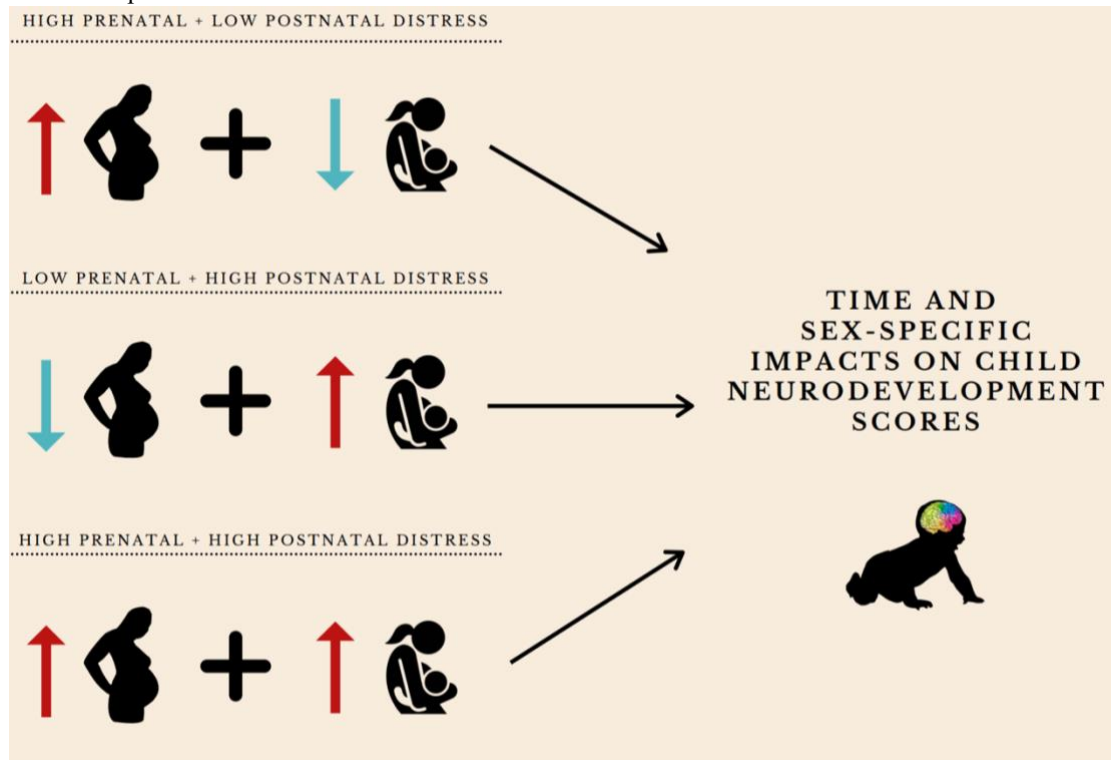 HIGH PRENATAL + LOW POSTNATAL DISTRESS
LOW PRENATAL + HIGH POSTNATAL DISTRESS
HIGH PRENATAL + HIGH POSTNATAL DISTRESS
TIME AND
SEX-SPECIFIC
IMPACTS ON CHILD
NEURODEVELOPMENT
SCORES